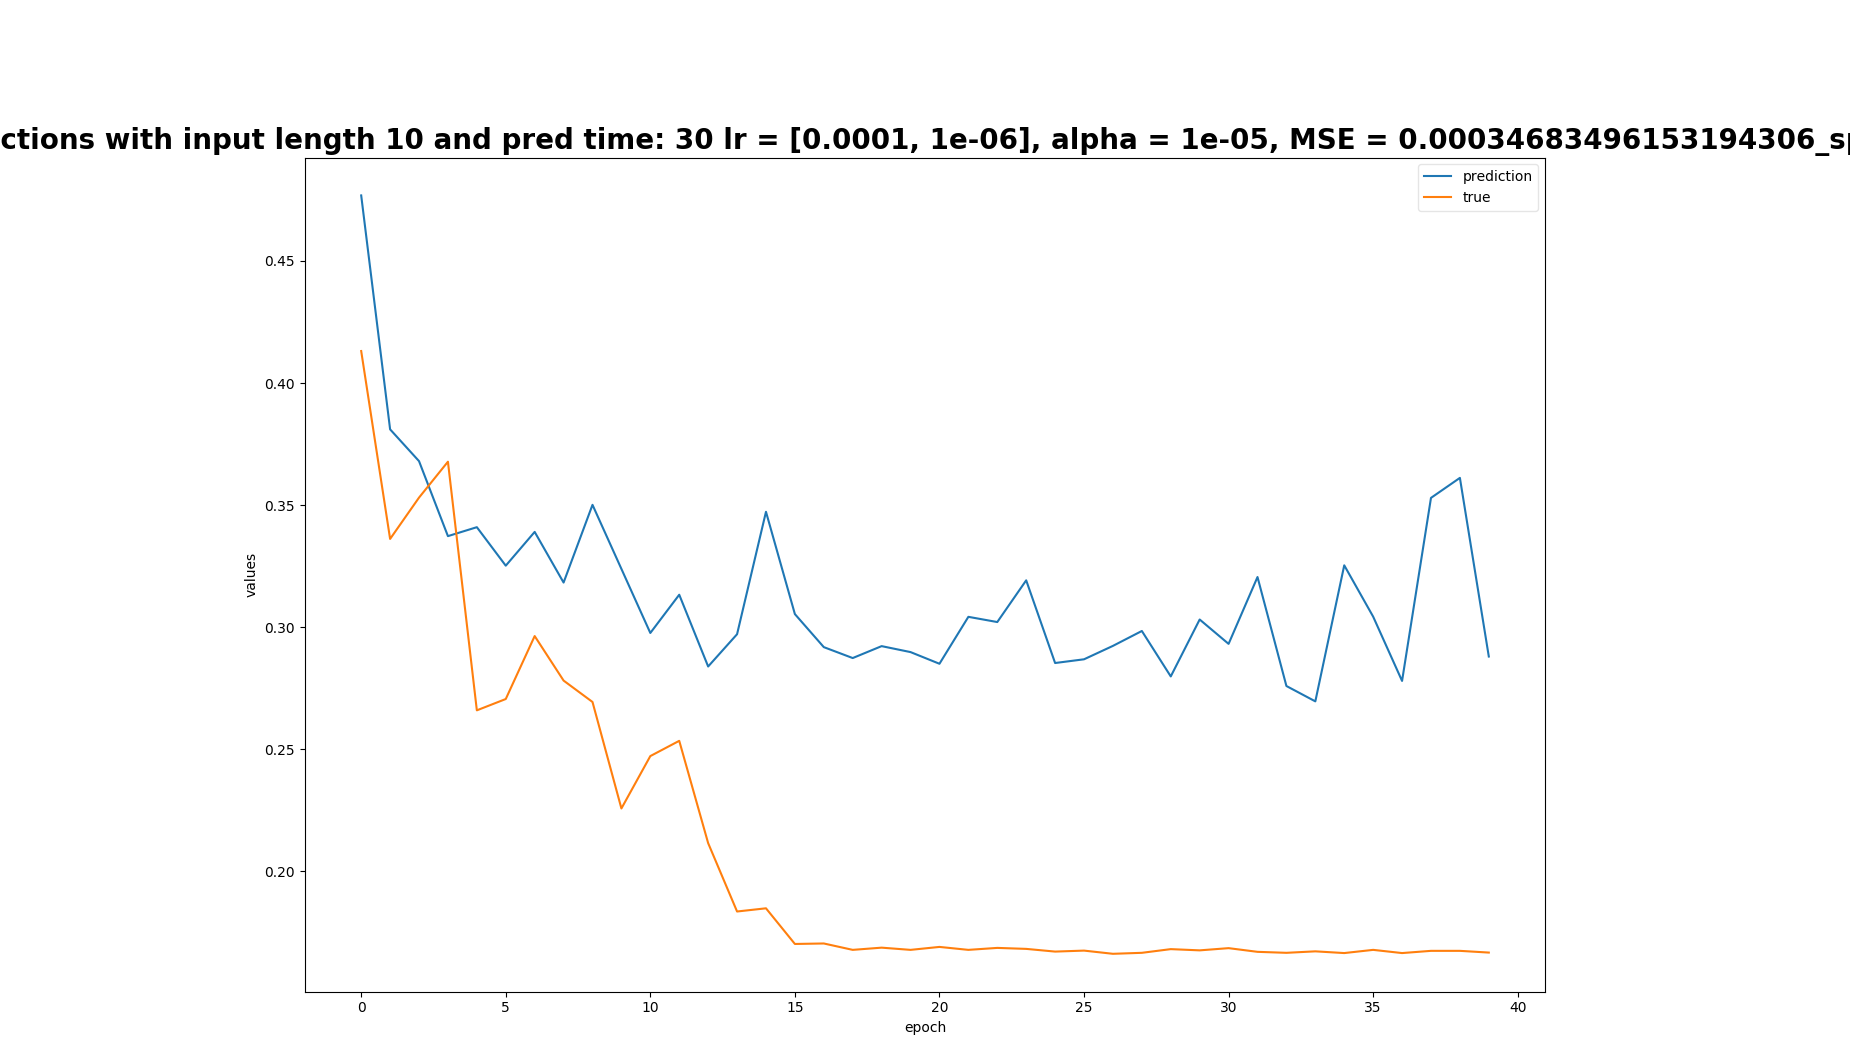 ctions with input length 10 and pred time: 30 lr = [0.0001, 1e-06], alpha = 1e-05, MSE = 0.00034683496153194306_sp
prediction
true
0.45
0.40
0.35
0.30
0.25
0.20
values
0 5 10 15 20 25 30 35 40
epoch